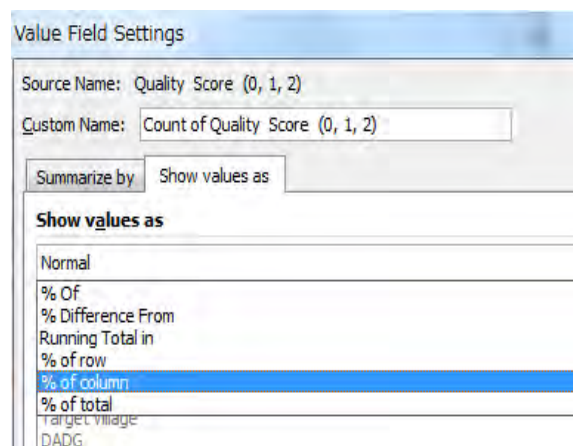 Value Field Settings
Source Name: Quality Score (0, 1, 2)
Custom Name: Count of Quality Score (0, 1, 2)
Summarize by Show values as
Show values as
Normal
% Of
% Difference From
Running Total in
% of row
% of column
% of total
Target Village
DADG